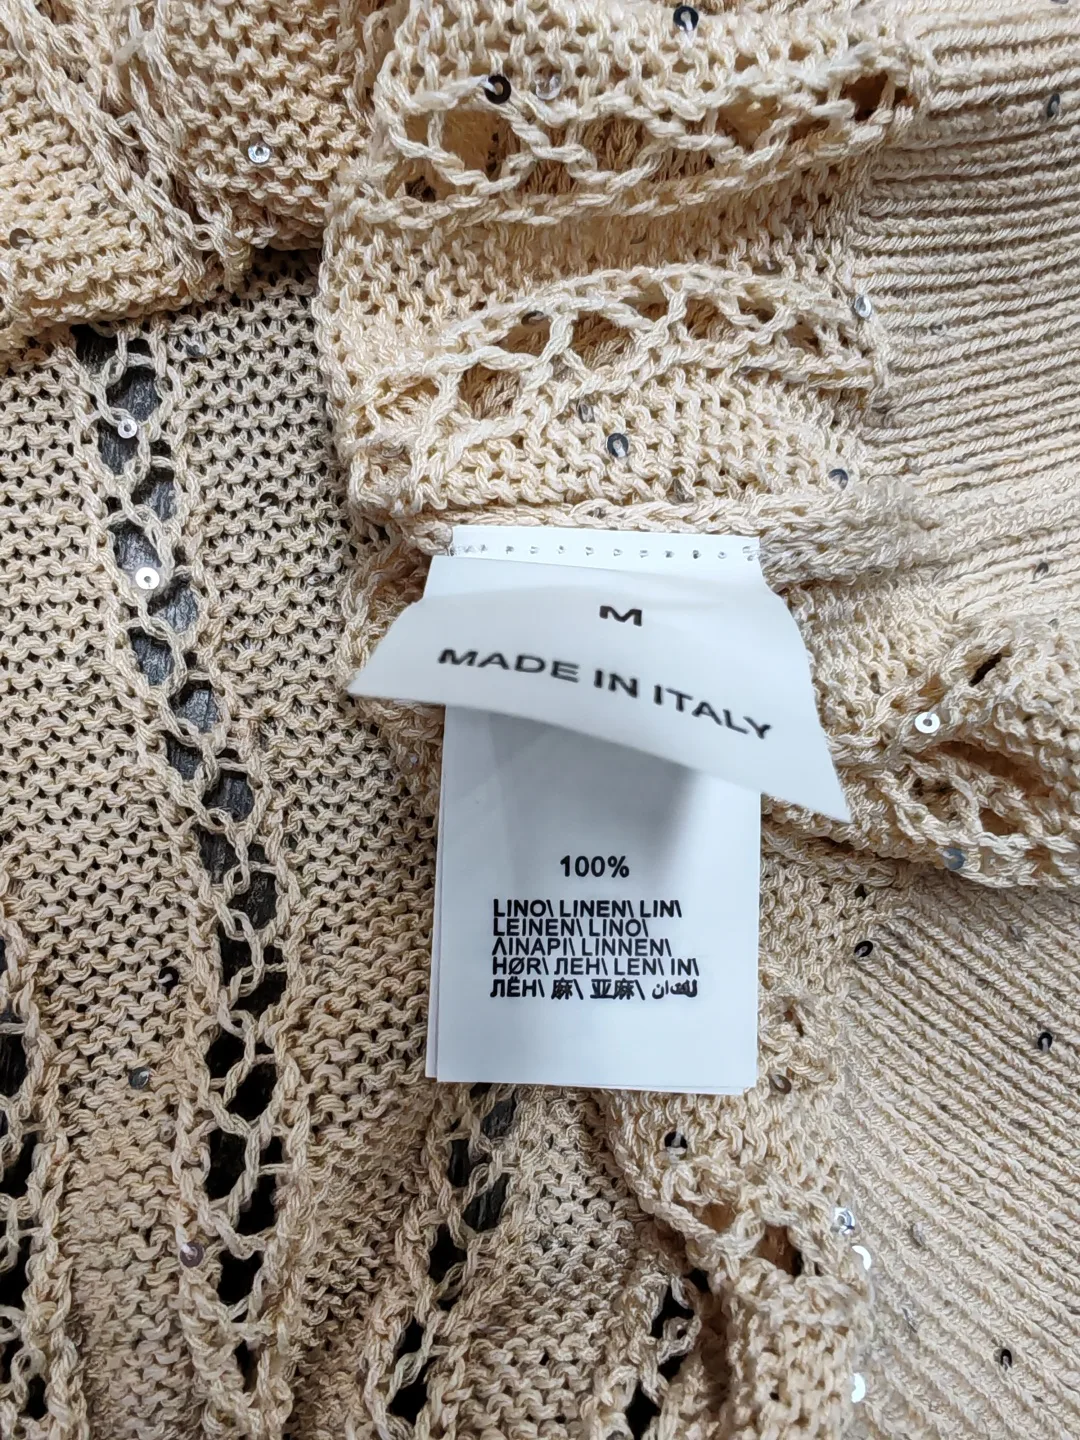 M
MADE IN ITALY
100%
LINO\ LINEN\ LIN\
LEINEN\ LINO\
ΛΙΝΑΡΙ\ LINNEN\
HØR\ ЛЕН\ LEN\ IN\
ЛЁН\ 麻\ 亚麻\